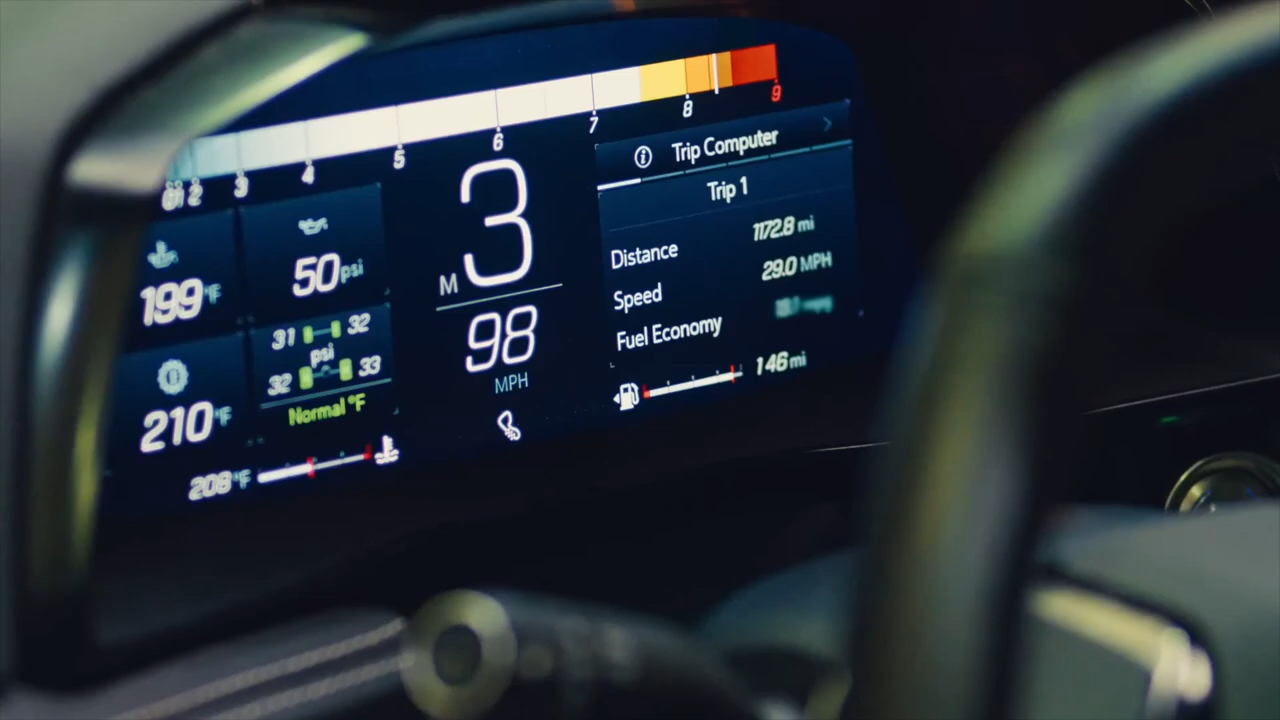 2 3 4 5 6 7 8 9
199°F
50 psi
31 32
psi
32 33
Normal °F
210°F
208°F
M 3
98
MPH
Trip Computer
Trip 1
Distance 1172.8 mi
Speed 29.0 MPH
Fuel Economy
146 mi